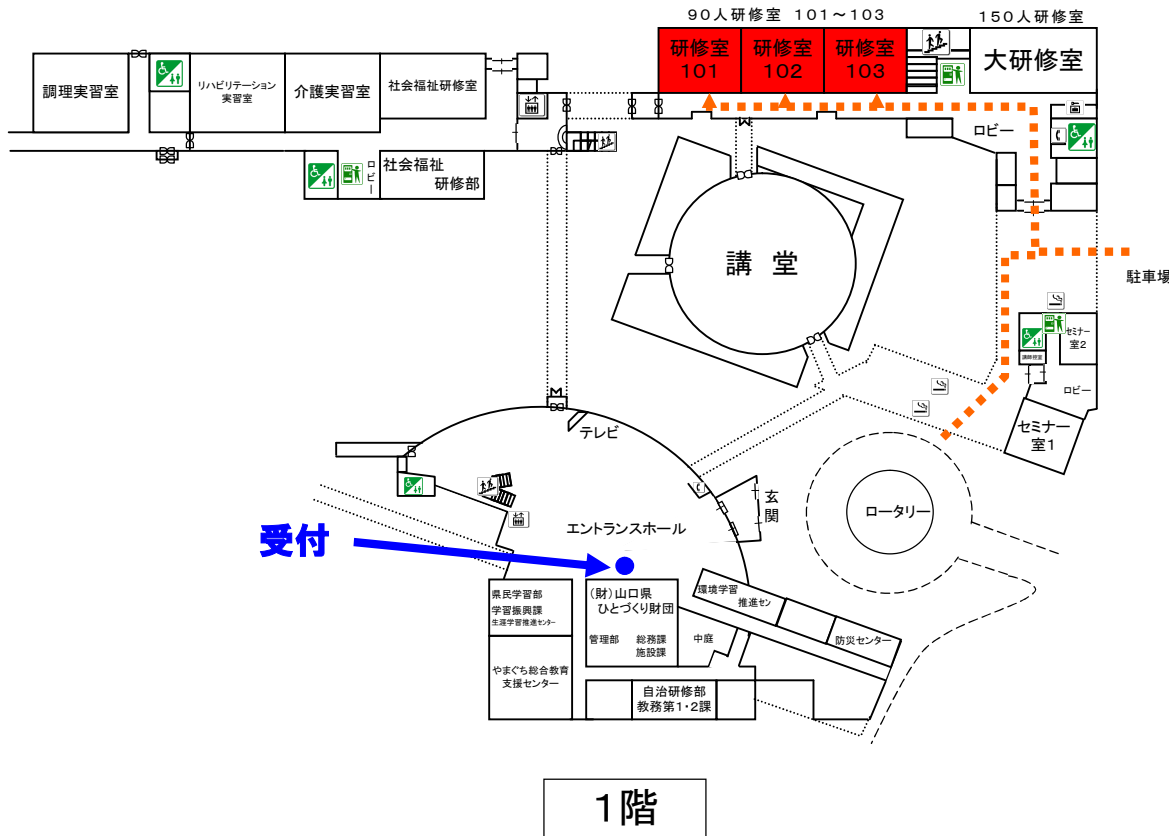 90人研修室 101～103
150人研修室
研修室
101
研修室
102
研修室
103
大研修室
調理実習室
リハビリテーション
実習室
介護実習室
社会福祉研修室
ロビー
社会福祉
研修部
ロビー
講 堂
駐車場
セミナー
室2
講師控室
ロビー
セミナー
室1
テレビ
玄関
ロータリー
エントランスホール
受付
県民学習部
学習振興課
生涯学習推進センター
(財)山口県
ひとづくり財団
管理部 総務課
施設課
中庭
環境学習
推進セン
防災センター
やまぐち総合教育
支援センター
自治研修部
教務第1・2課
1階